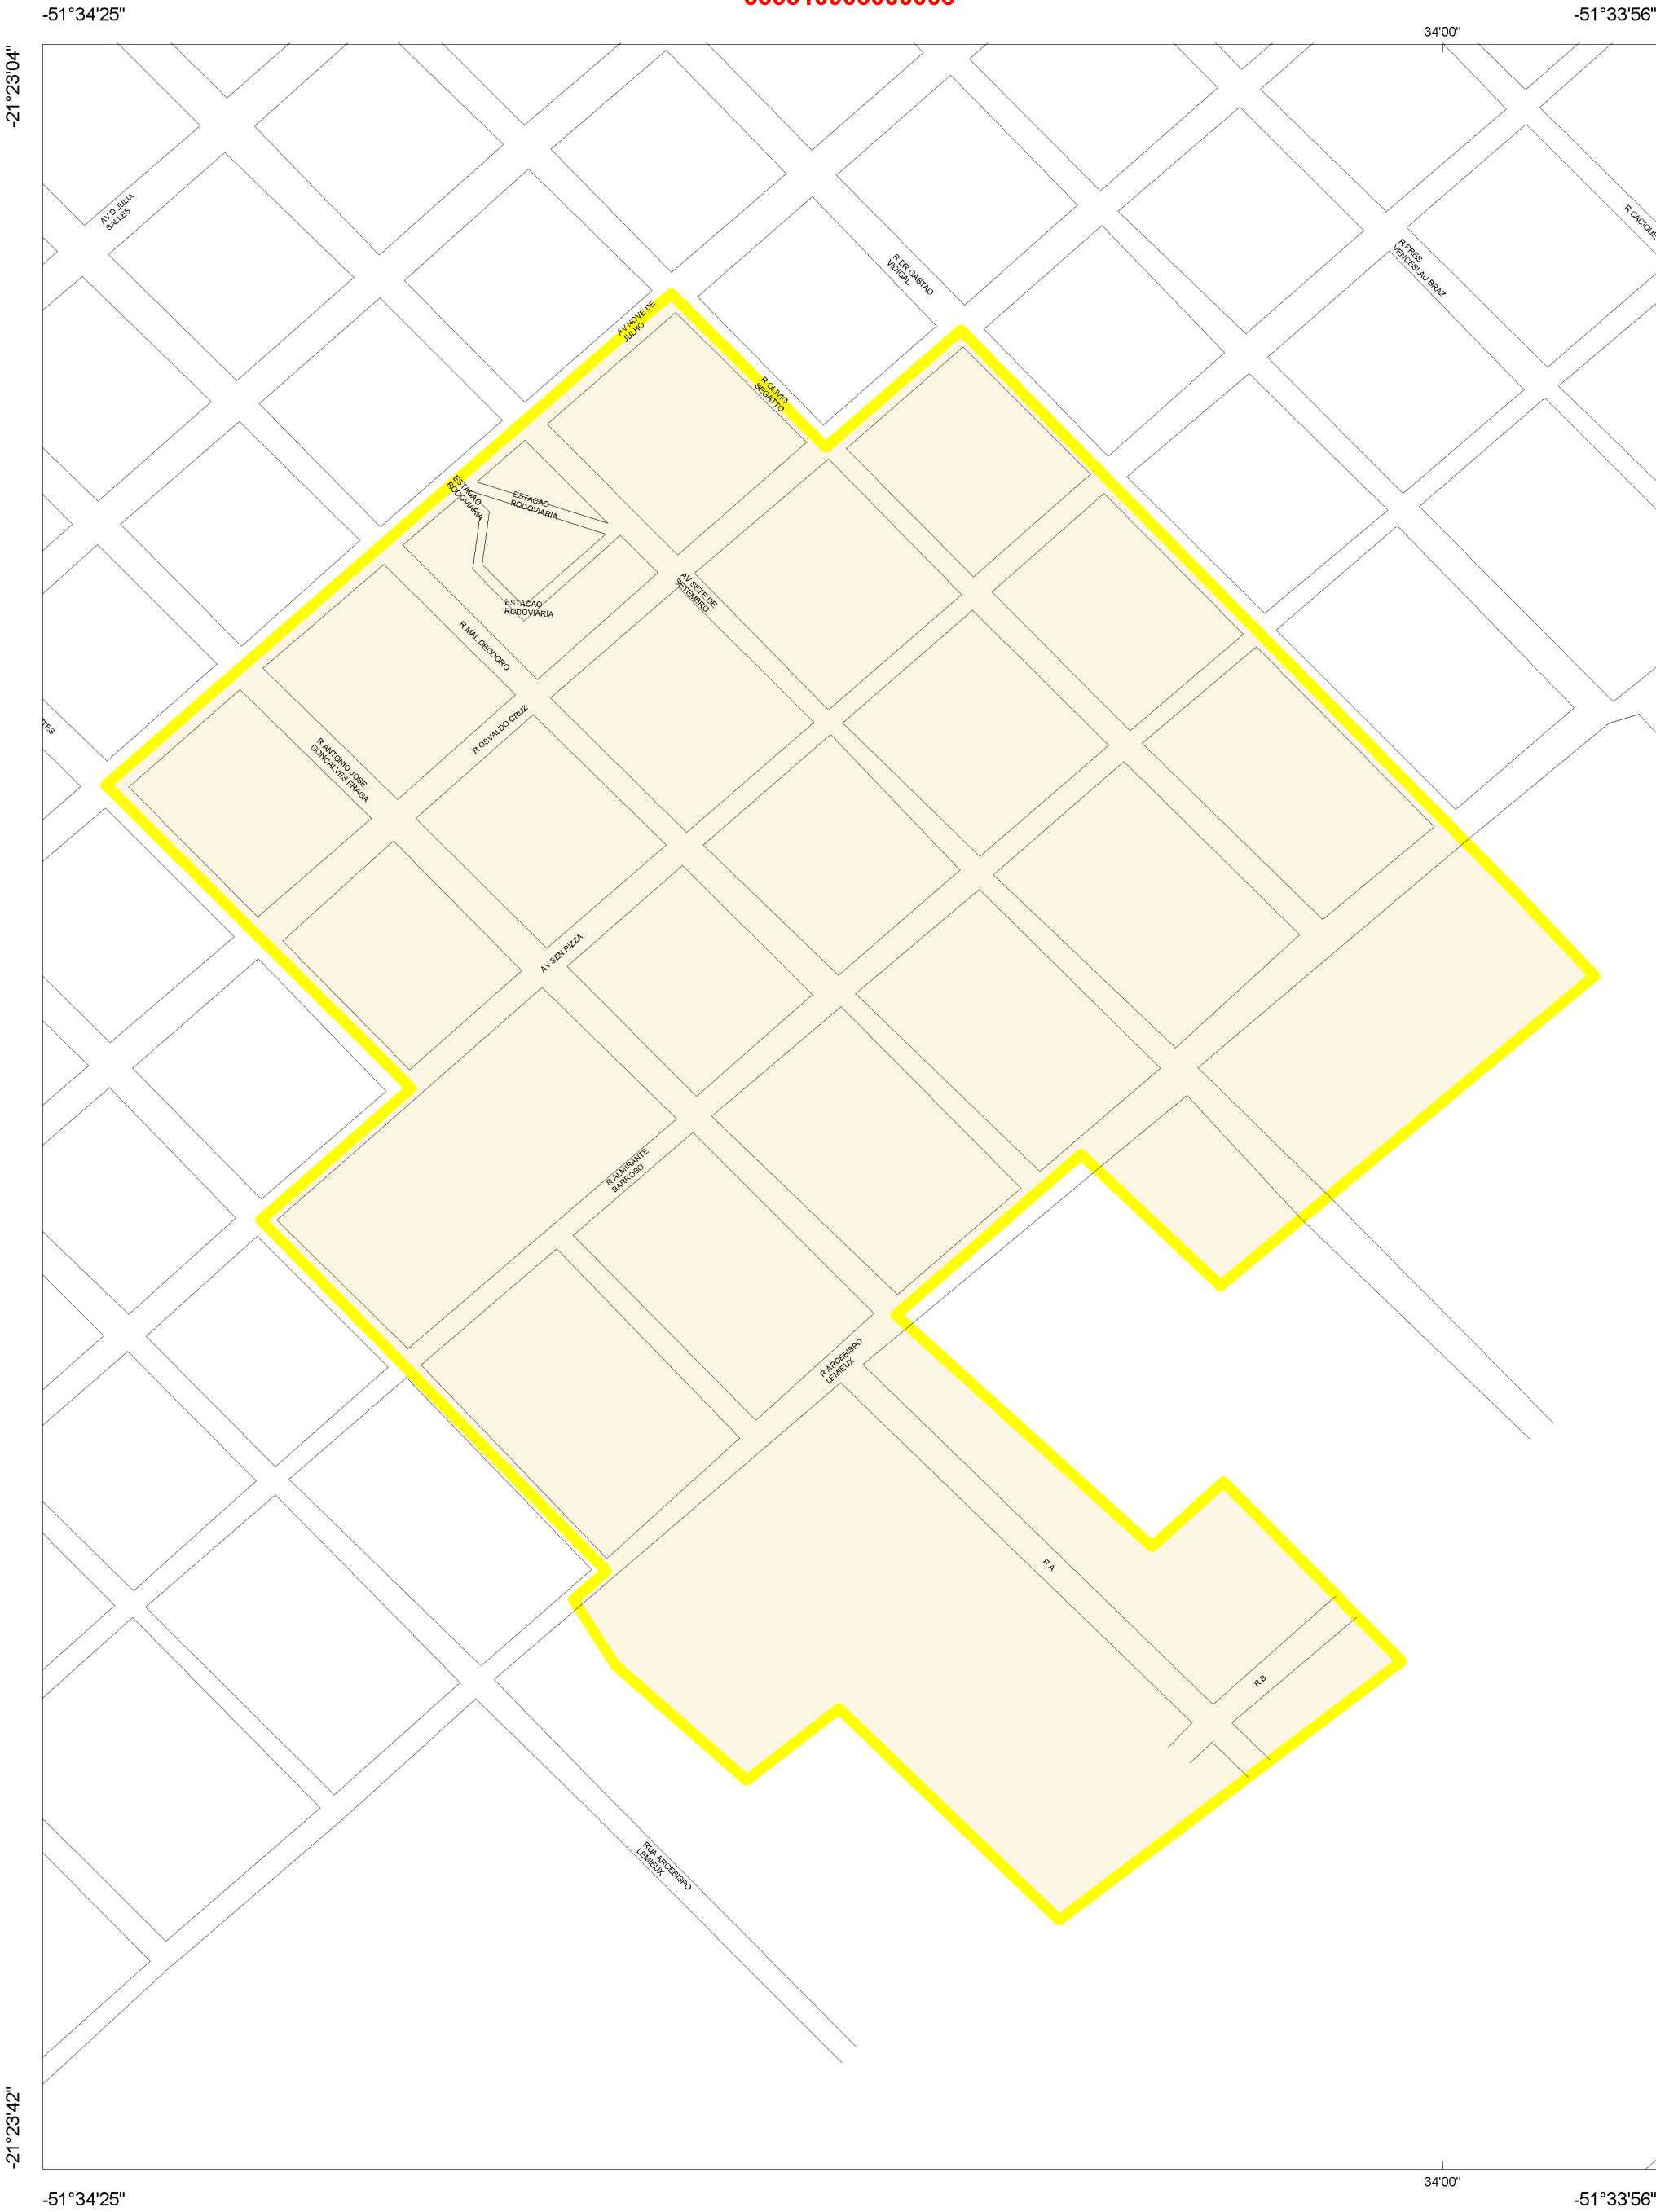 -51°34'25"
-51°33'56"
34'00"
-21°23'04"
AV D JULIA
SALLES
R CACIQUE
R PRES
VENCESLAU BRAZ
R DR GASTAO
VIDIGAL
AV NOVE DE
JULHO
R OLIVIO
SEGATTO
ESTACAO
RODOVIARIA
ESTACAO
RODOVIARIA
AV SETE DE
SETEMBRO
ESTACAO
RODOVIARIA
R MAL DEODORO
R OSVALDO CRUZ
TES
R ANTONIO JOSE
GONCALVES FRAGA
AV SEN PIZZA
R ALMIRANTE
BARROSO
R ARCEBISPO
LEMIEUX
R A
R B
RUA ARCEBISPO
LEMIEUX
-21°23'42"
34'00"
-51°34'25"
-51°33'56"